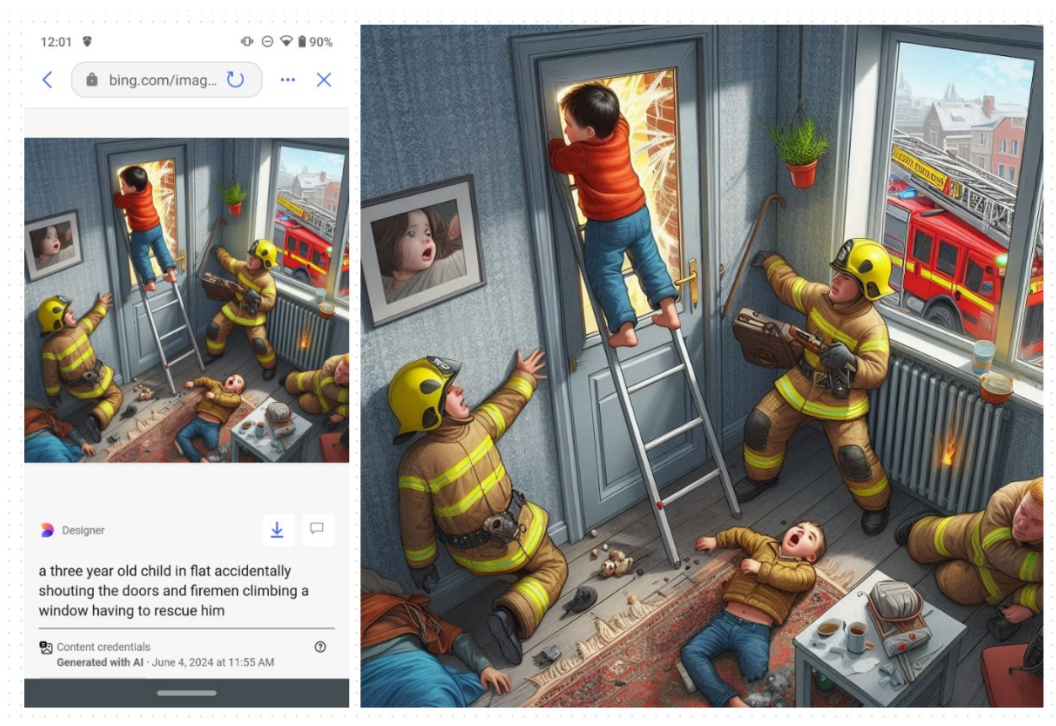 12:01
90%
bing.com/imag...
Designer
a three year old child in flat accidentally
shouting the doors and firemen climbing a
window having to rescue him
Content credentials
Generated with AI · June 4, 2024 at 11:55 AM